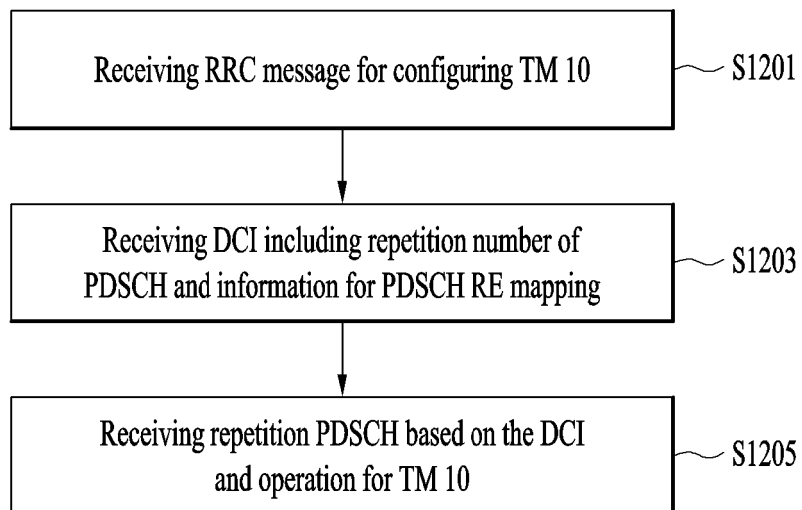 Receiving RRC message for configuring TM 10
S1201
Receiving DCI including repetition number of
PDSCH and information for PDSCH RE mapping
S1203
Receiving repetition PDSCH based on the DCI
and operation for TM 10
S1205